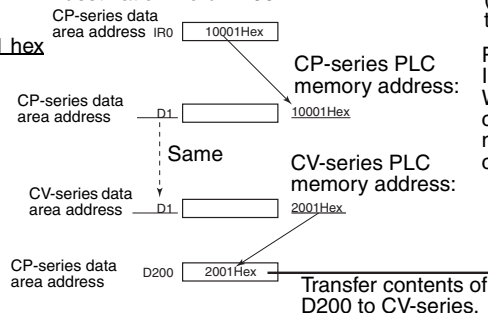 CP-series data
area address IR0 10001Hex
hex
CP-series PLC
memory address:
CP-series data
area address D1 10001Hex
Same
CV-series PLC
memory address:
CV-series data
area address D1 2001Hex
CP-series data
area address D200 2001Hex
Transfer contents of
D200 to CV-series.